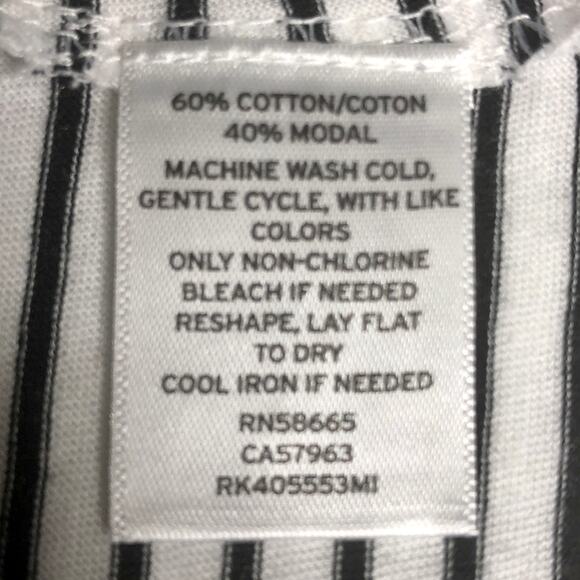 60% COTTON/COTON
40% MODAL
MACHINE WASH COLD,
GENTLE CYCLE, WITH LIKE
COLORS
ONLY NON-CHLORINE
BLEACH IF NEEDED
RESHAPE, LAY FLAT
TO DRY
COOL IRON IF NEEDED
RN58665
CA57963
RK405553MI